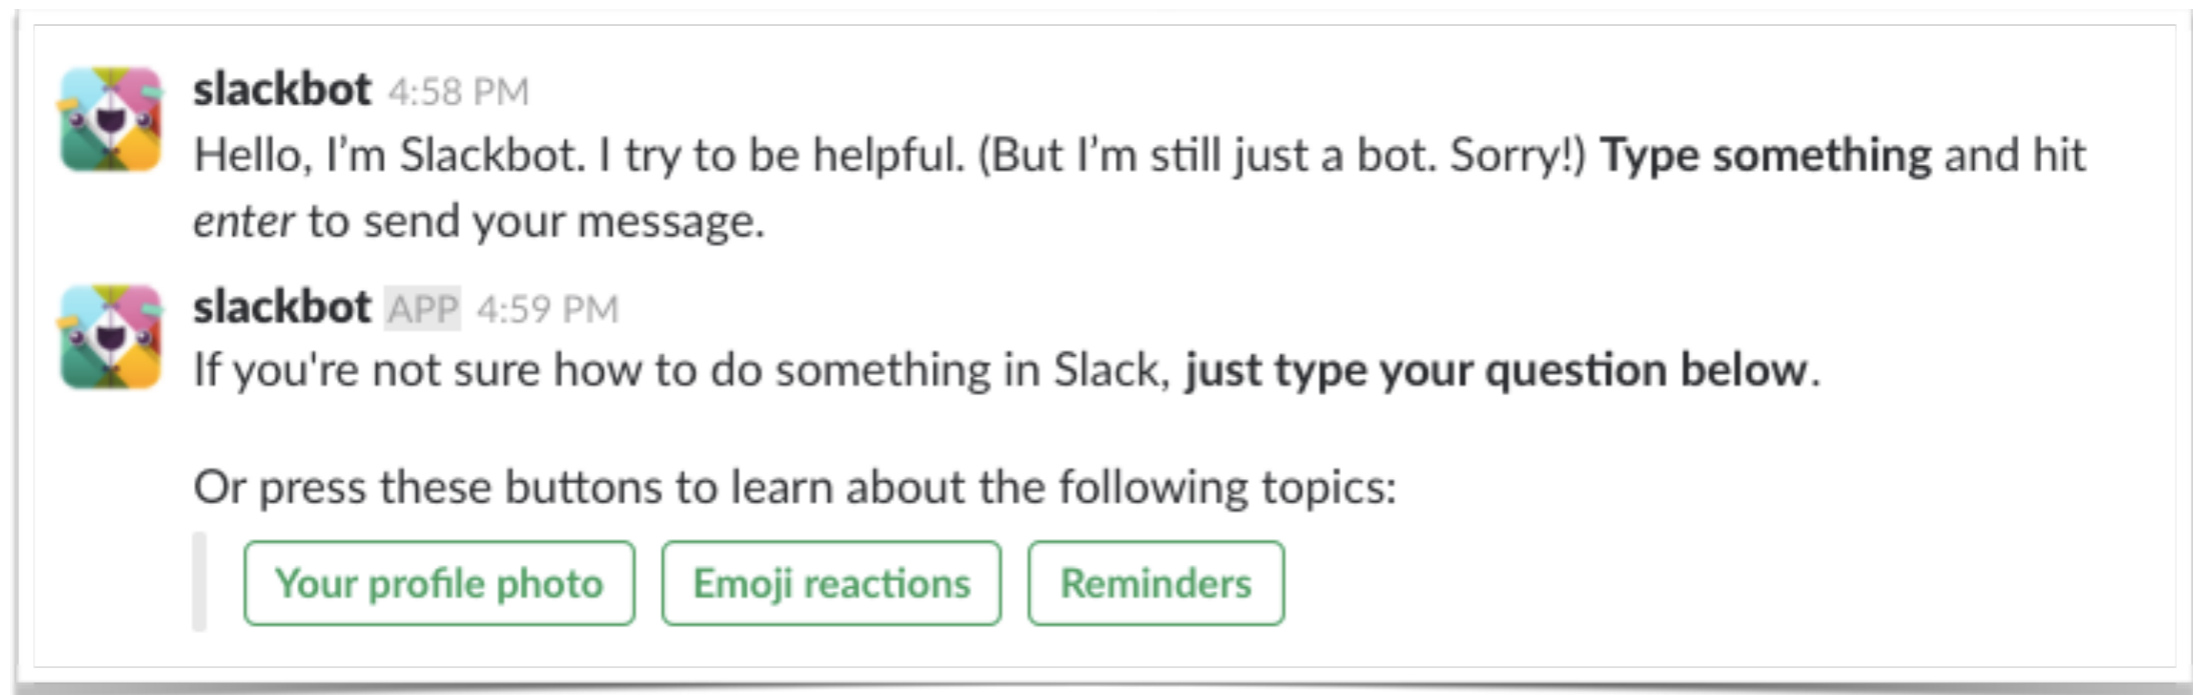 slackbot 4:58 PM
Hello, I’m Slackbot. I try to be helpful. (But I’m still just a bot. Sorry!) Type something and hit
enter to send your message.
slackbot APP 4:59 PM
If you're not sure how to do something in Slack, just type your question below.
Or press these buttons to learn about the following topics:
Your profile photo Emoji reactions Reminders